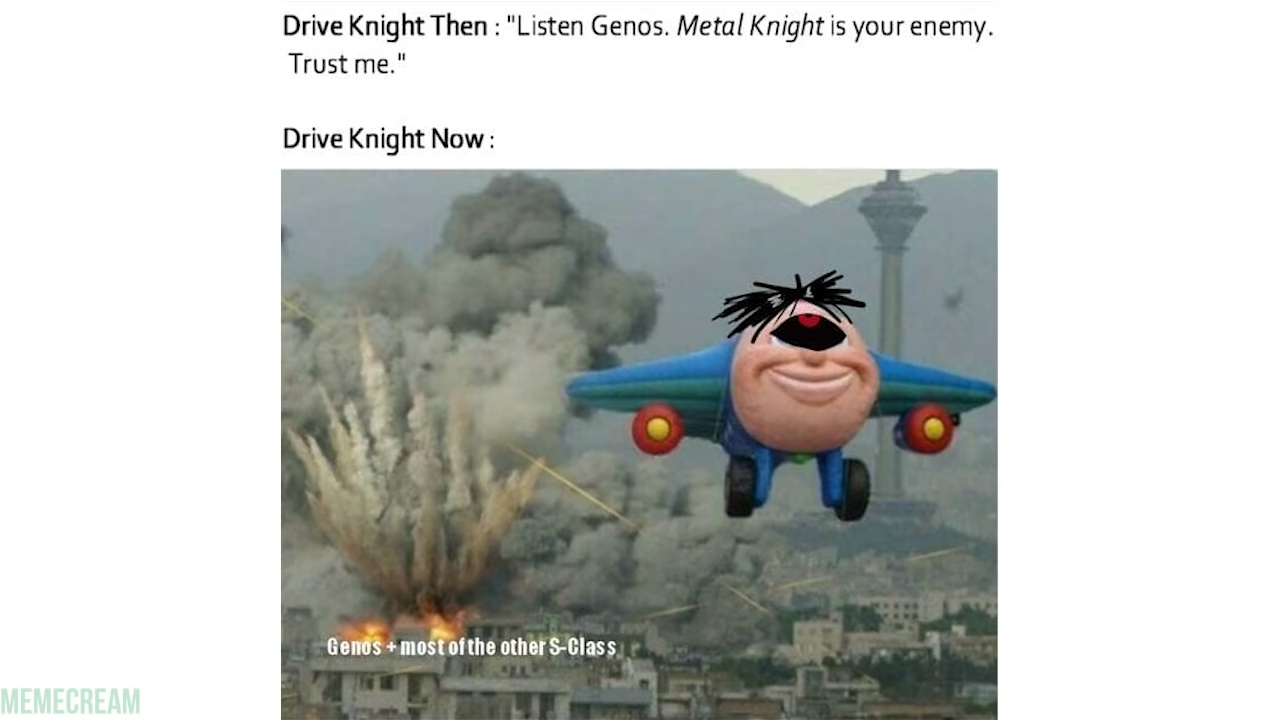 Drive Knight Then : "Listen Genos. Metal Knight is your enemy.
Trust me."
Drive Knight Now :
Genos + most of the other S-Class
MEMECREAM